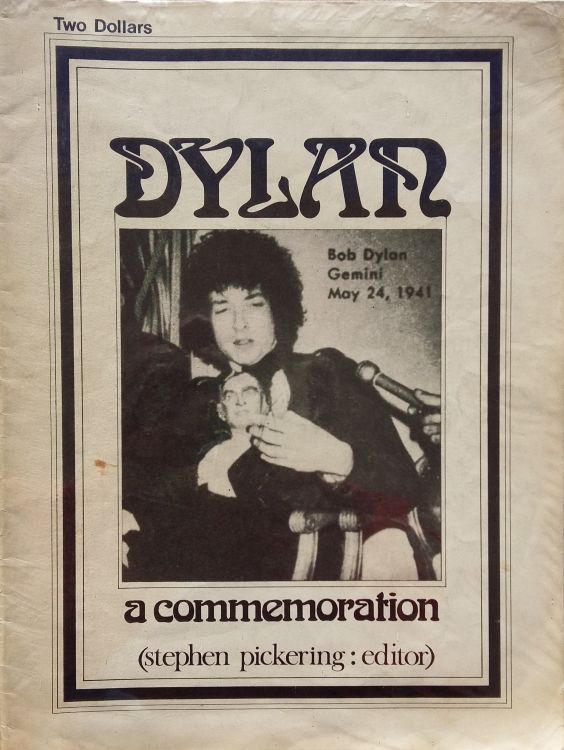 Two Dollars
DYLAN
Bob Dylan
Gemini
May 24, 1941
a commemoration
(stephen pickering : editor)